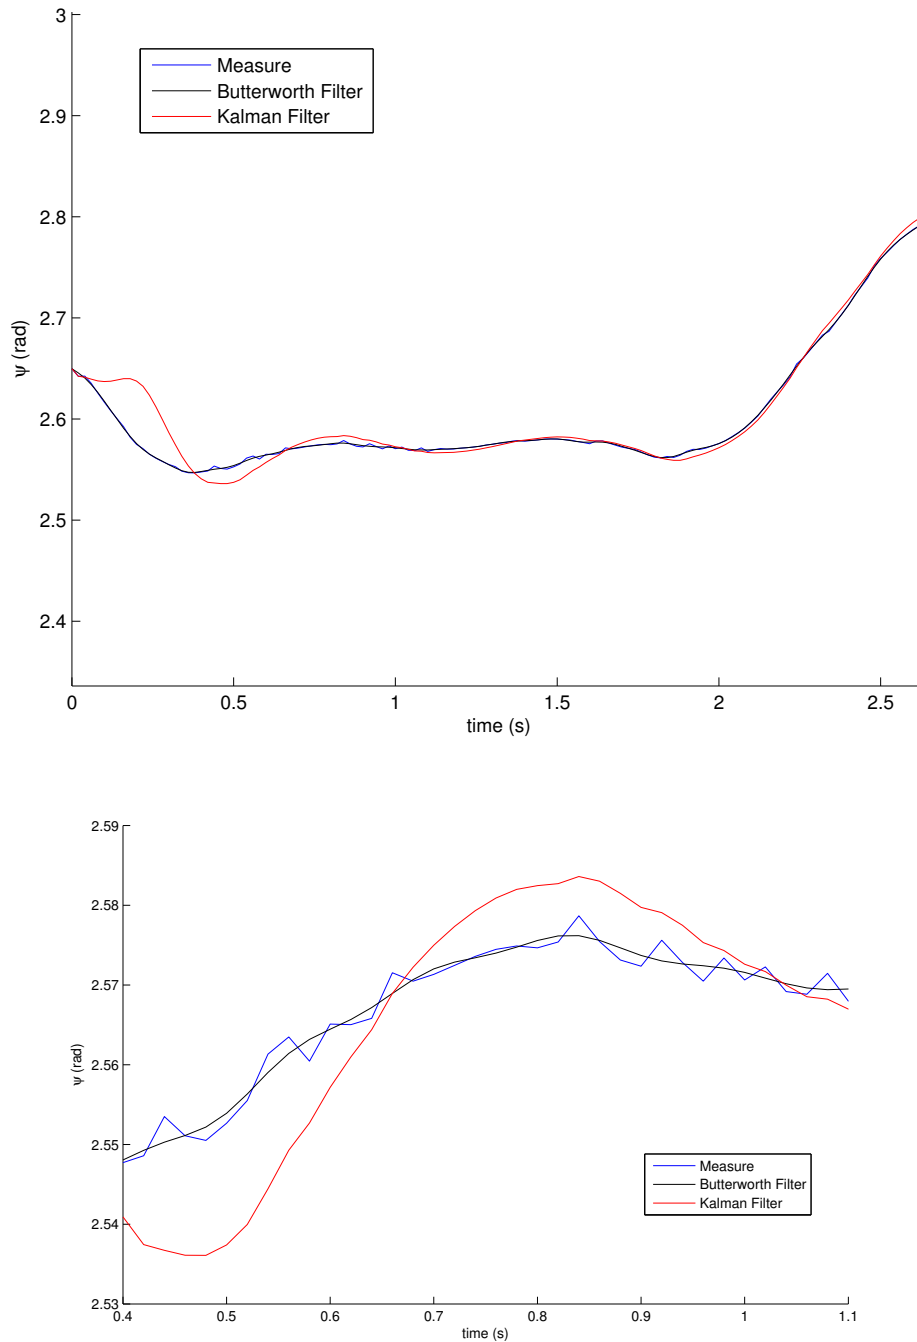 3
Measure
Butterworth Filter
Kalman Filter
2.9
2.8
2.7
ψ (rad)
2.6
2.5
2.4
0 0.5 1 1.5 2 2.5
time (s)
2.59
2.58
2.57
ψ (rad)
2.56
2.55
Measure
Butterworth Filter
Kalman Filter
2.54
2.53
0.4 0.5 0.6 0.7 0.8 0.9 1 1.1
time (s)